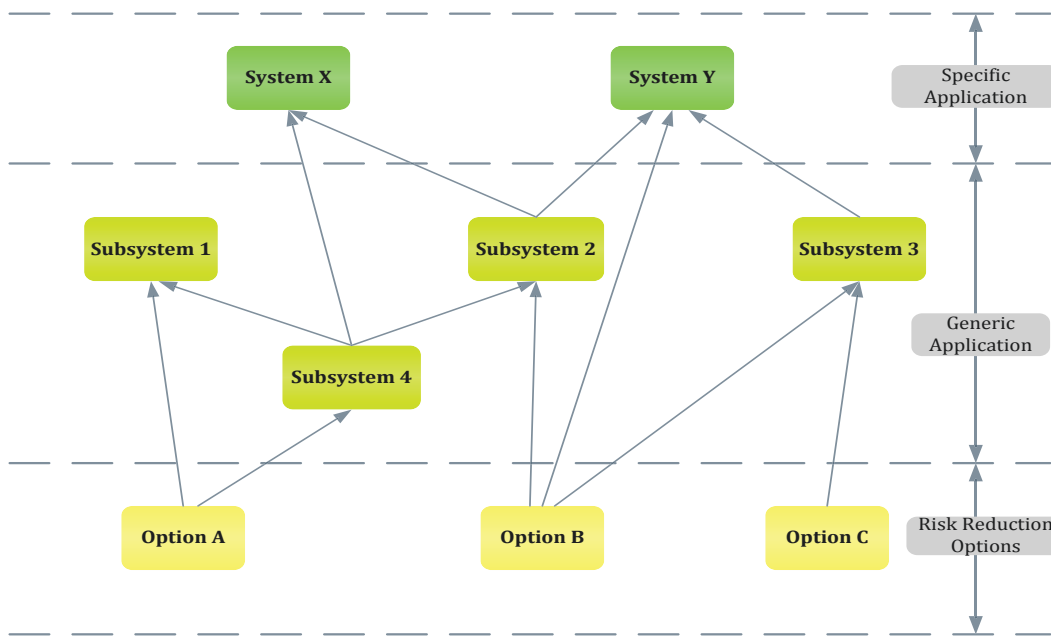 System X
System Y
Specific
Application
Subsystem 1
Subsystem 2
Subsystem 3
Generic
Application
Subsystem 4
Option A
Option B
Option C
Risk Reduction
Options